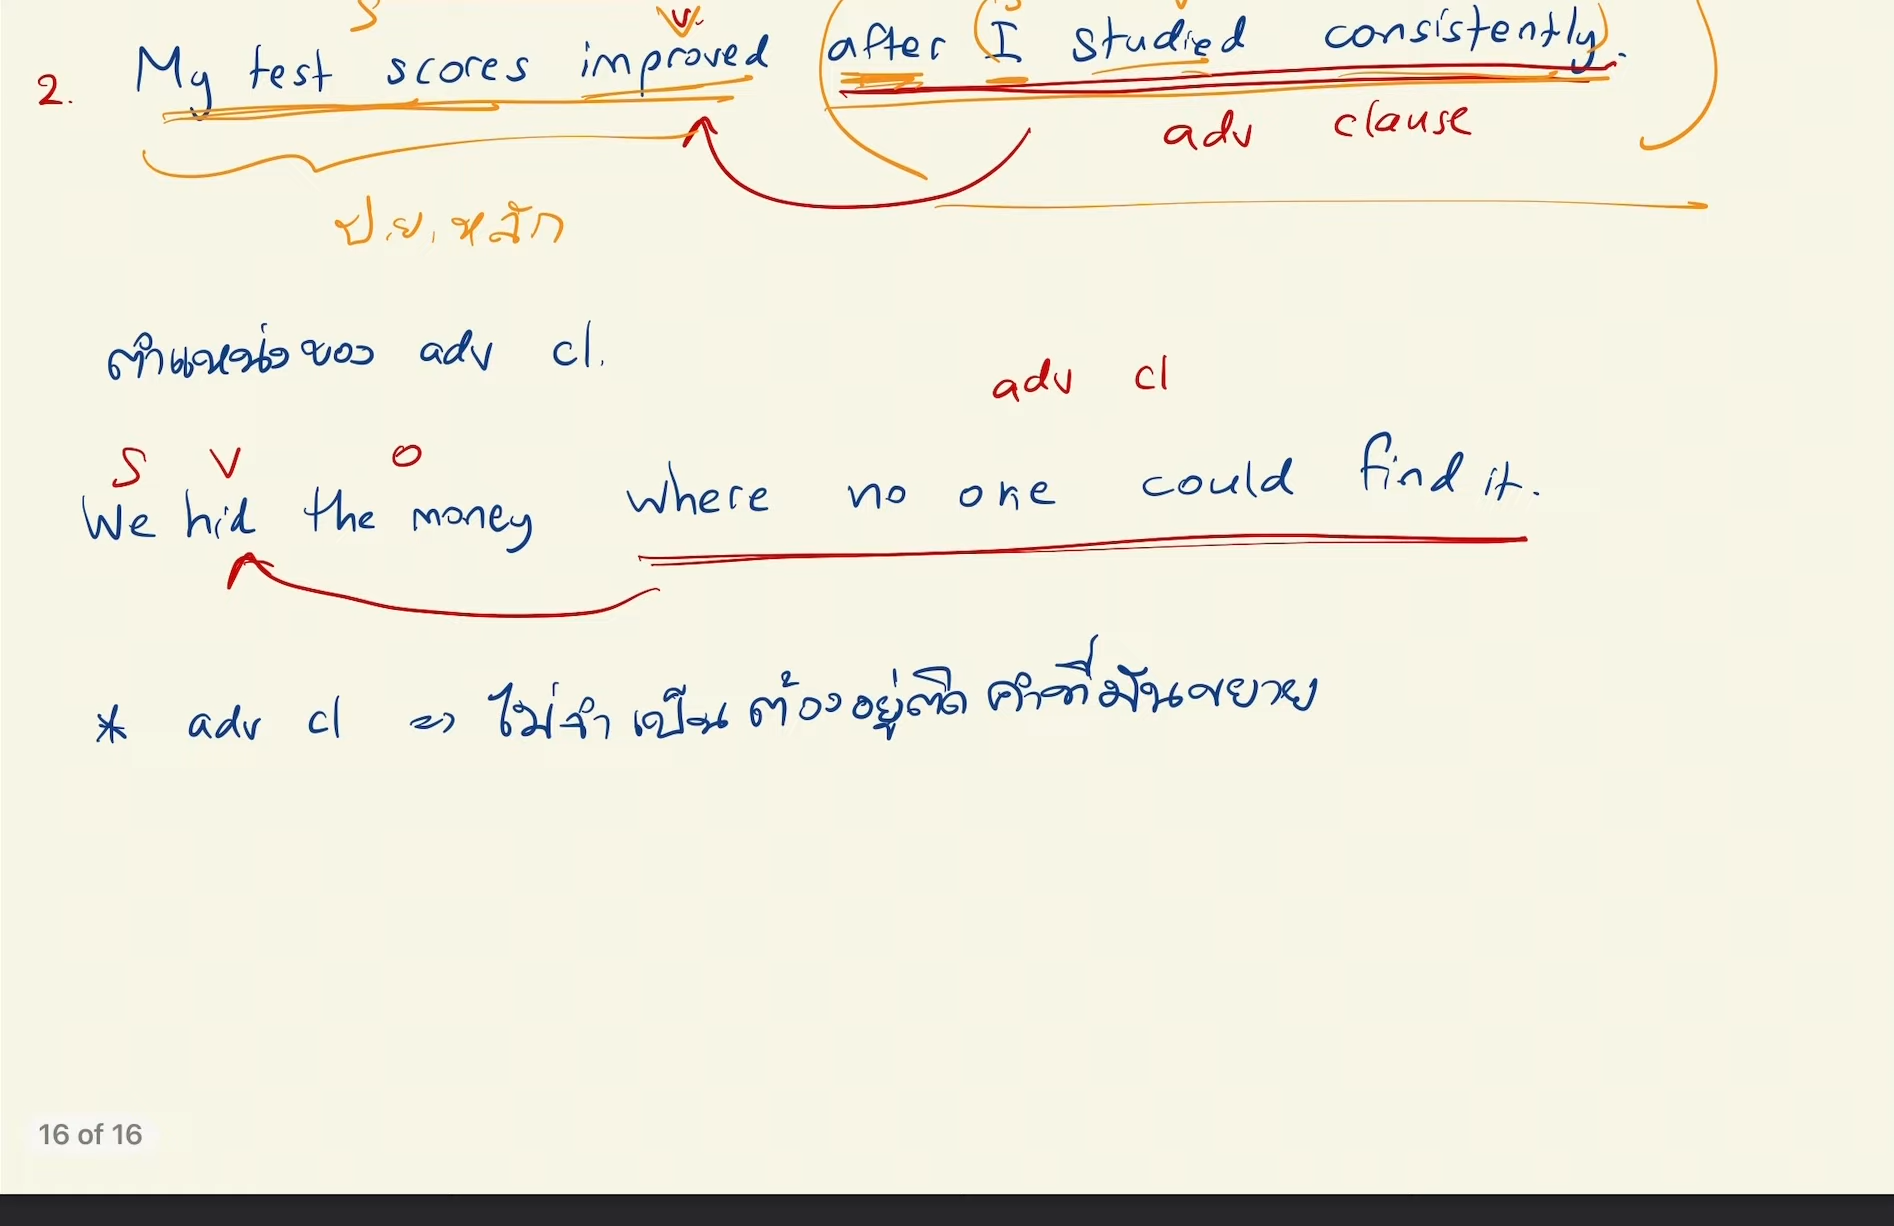 S V.
2. My test scores improved after I studied consistently.
adv clause
ป.ย.หลัก
ตำแหน่งของ adv cl.
adv cl
S V O
We hid the money where no one could find it.
* adv cl => ไม่จำเป็นต้องอยู่ติดคำที่มันขยาย
16 of 16